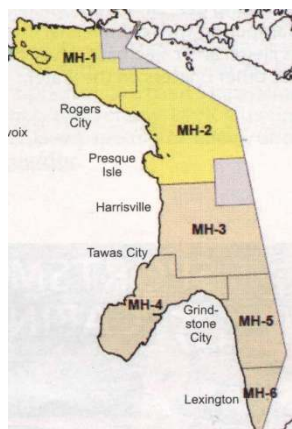 MH-1
Rogers
City
voix
MH-2
Presque
Isle
Harrisville
MH-3
Tawas City
MH-4
Grind-
stone
City
MH-5
Lexington
MH-6